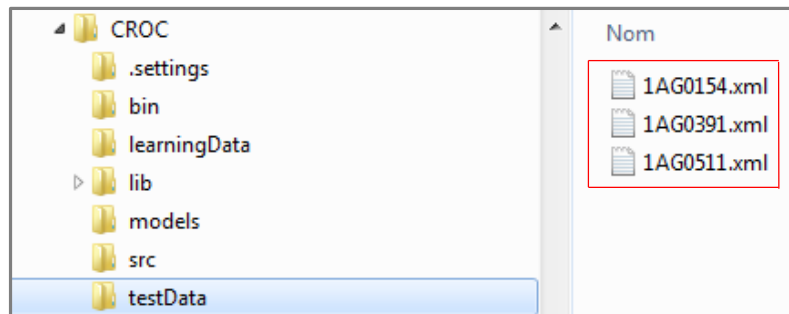 CROC
.settings
bin
learningData
lib
models
src
testData
Nom
1AG0154.xml
1AG0391.xml
1AG0511.xml